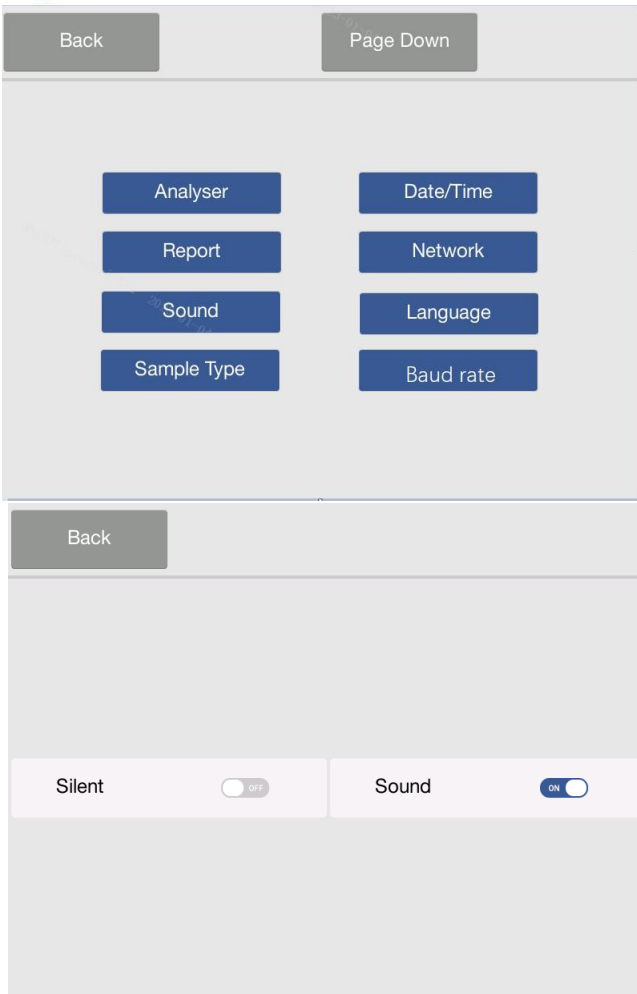 Back
Page Down
Analyser
Date/Time
Report
Network
Sound
Language
Sample Type
Baud rate
Back
Silent
OFF
Sound
ON